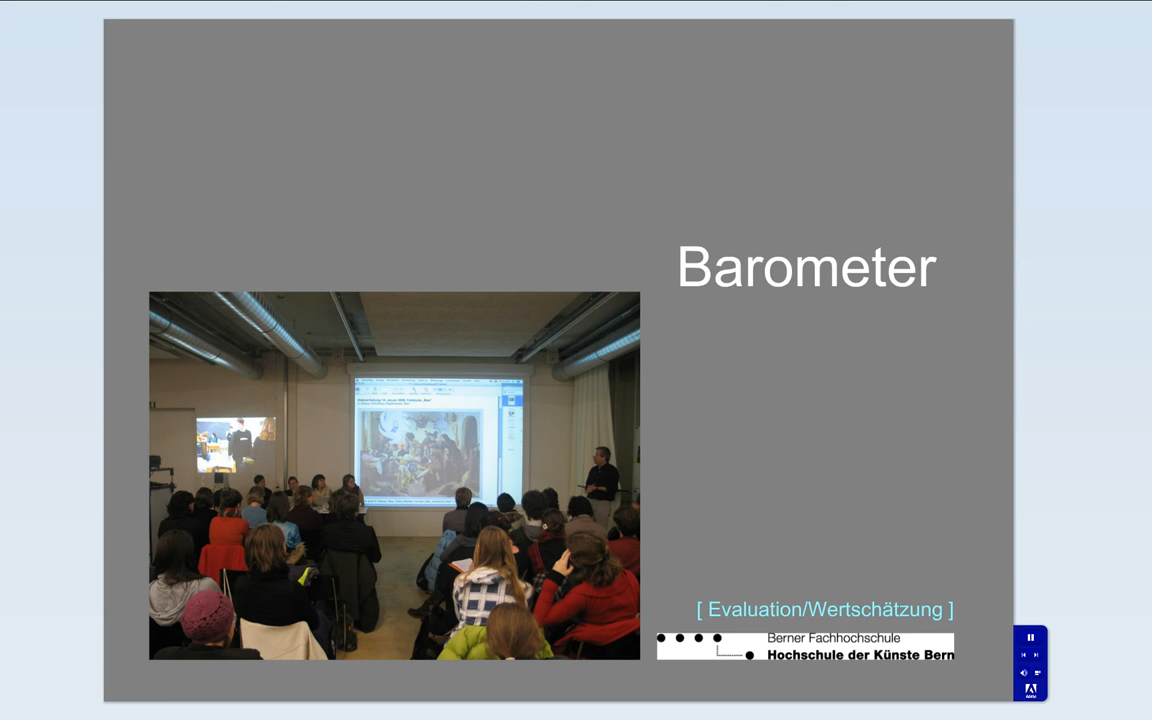 Barometer
[ Evaluation/Wertschätzung ]
Berner Fachhochschule
Hochschule der Künste Bern